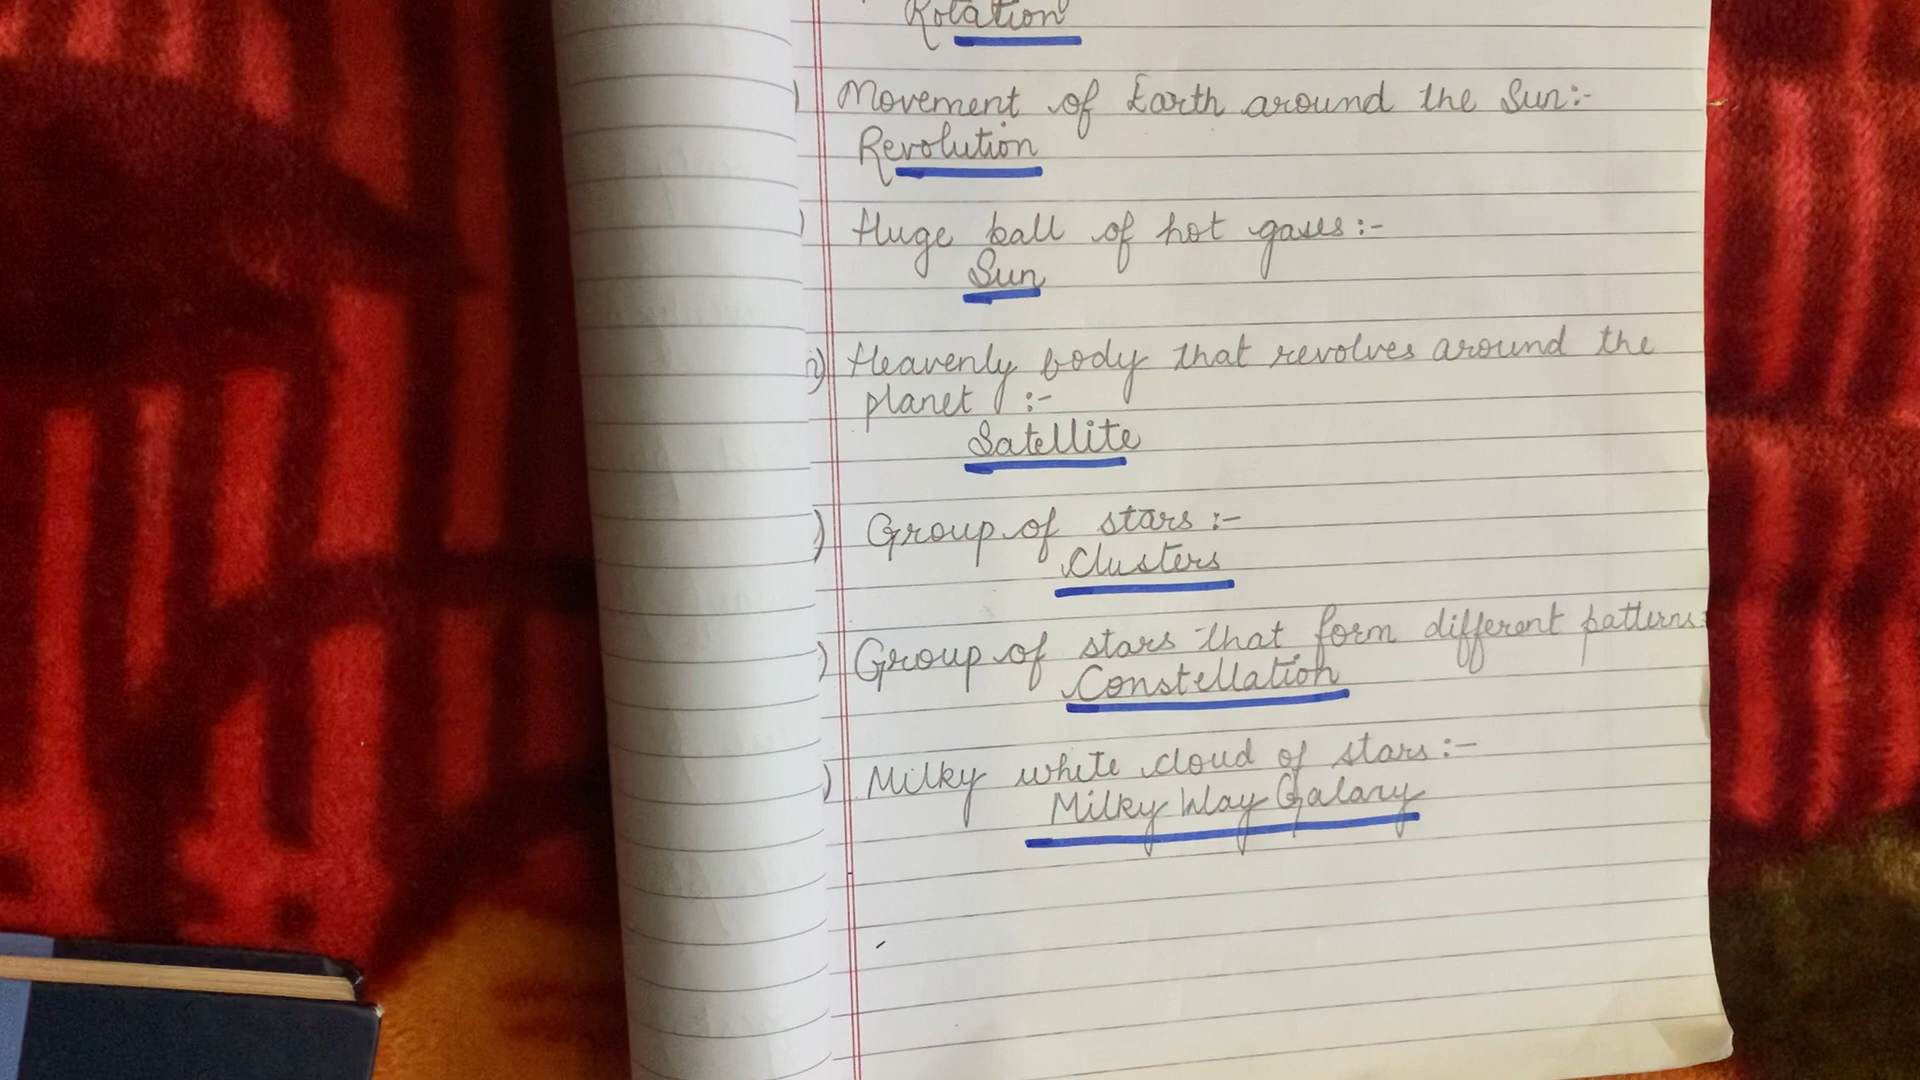 Rotation
) Movement of Earth around the Sun:-
Revolution
) Huge ball of hot gases:-
Sun
) Heavenly body that revolves around the
planet :-
Satellite
) Group of stars :-
Clusters
) Group of stars that form different patterns:
Constellation
) Milky white cloud of stars:-
Milky Way Galaxy